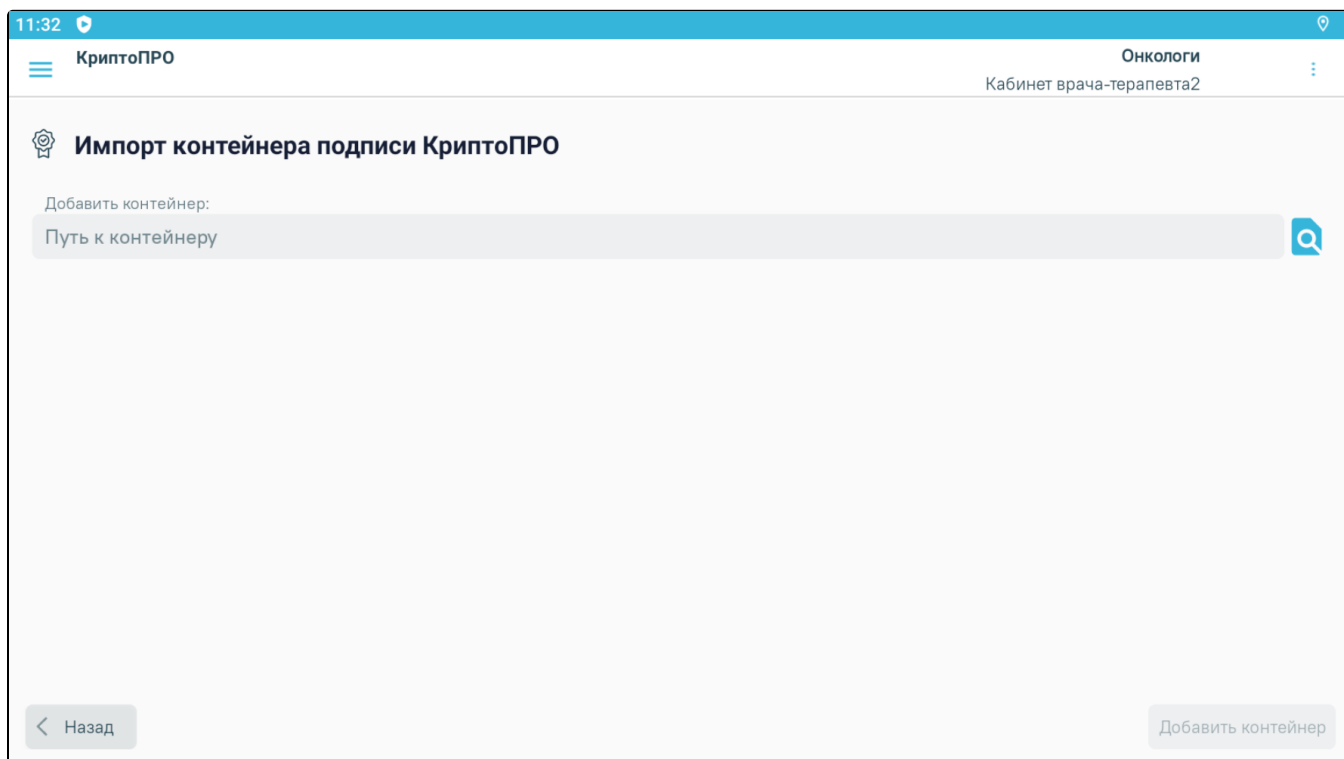 11:32
КриптоПРО
Онкологи
Кабинет врача-терапевта2
Импорт контейнера подписи КриптоПРО
Добавить контейнер:
Путь к контейнеру
Назад
Добавить контейнер